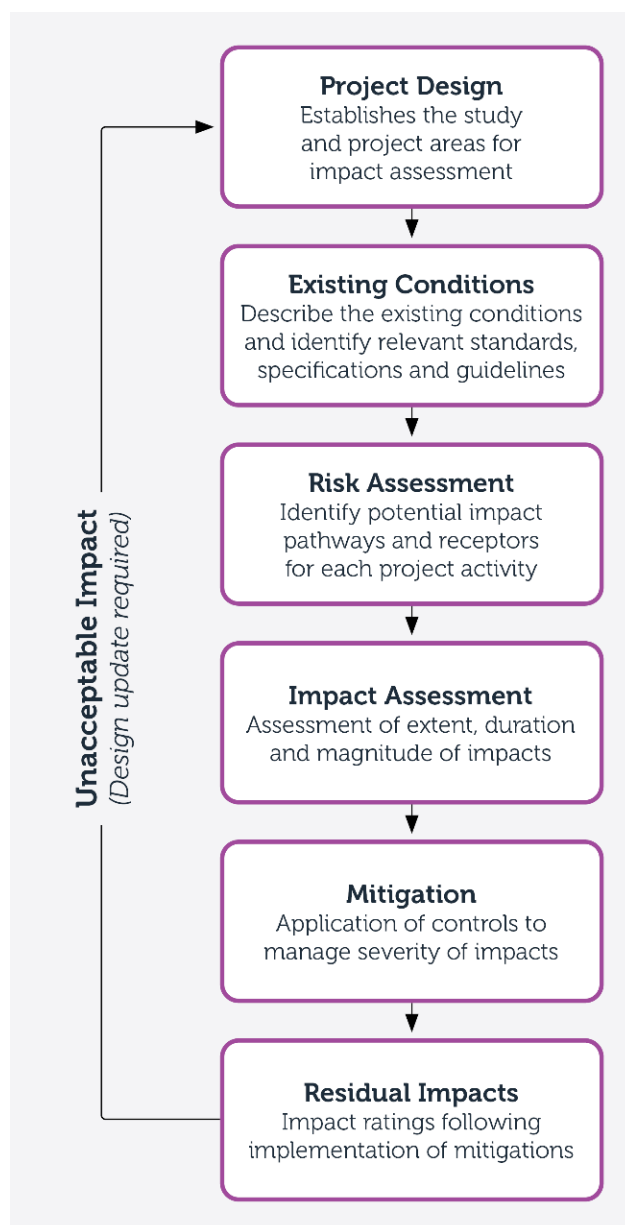 Project Design
Establishes the study
and project areas for
impact assessment
Existing Conditions
Describe the existing conditions
and identify relevant standards,
specifications and guidelines
Risk Assessment
Identify potential impact
pathways and receptors
for each project activity
Impact Assessment
Assessment of extent, duration
and magnitude of impacts
Mitigation
Application of controls to
manage severity of impacts
Residual Impacts
Impact ratings following
implementation of mitigations
Unacceptable Impact
(Design update required)